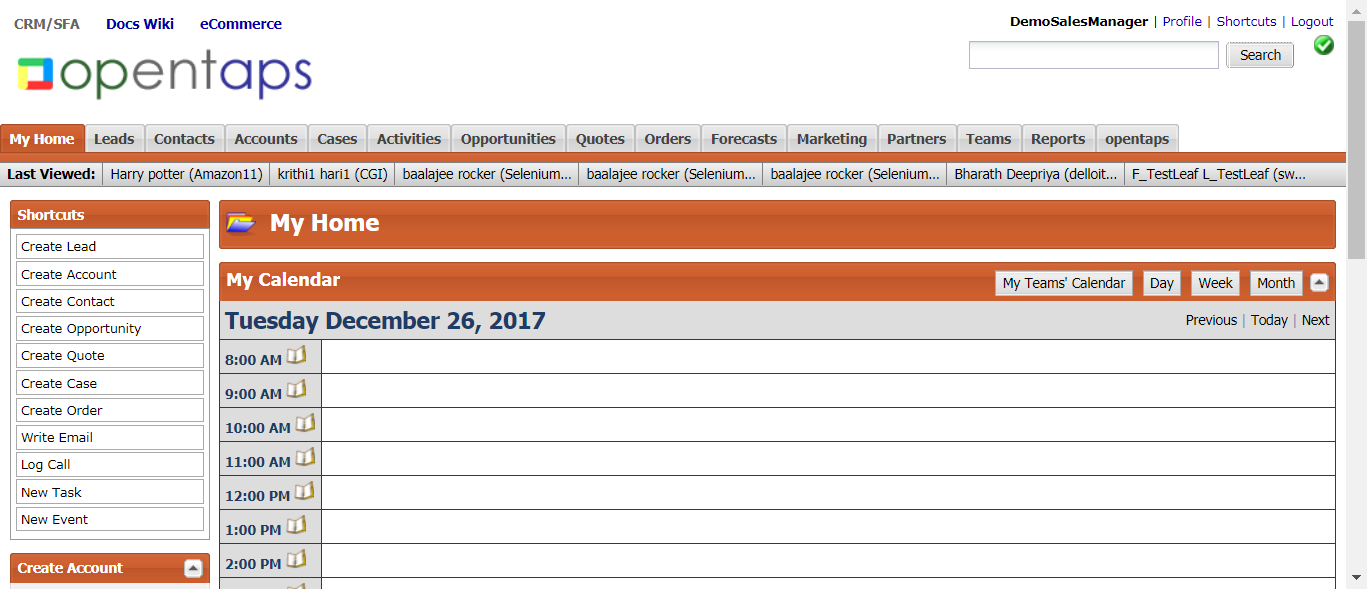 CRM/SFA Docs Wiki eCommerce
DemoSalesManager | Profile | Shortcuts | Logout
opentaps
Search
My Home Leads Contacts Accounts Cases Activities Opportunities Quotes Orders Forecasts Marketing Partners Teams Reports opentaps
Last Viewed: Harry potter (Amazon11) krithi1 hari1 (CGI) baalajee rocker (Selenium... baalajee rocker (Selenium... baalajee rocker (Selenium... Bharath Deepriya (delloit... F_TestLeaf L_TestLeaf (sw...
Shortcuts
Create Lead
Create Account
Create Contact
Create Opportunity
Create Quote
Create Case
Create Order
Write Email
Log Call
New Task
New Event
Create Account
My Home
My Calendar
My Teams' Calendar Day Week Month
Tuesday December 26, 2017
Previous | Today | Next
8:00 AM
9:00 AM
10:00 AM
11:00 AM
12:00 PM
1:00 PM
2:00 PM